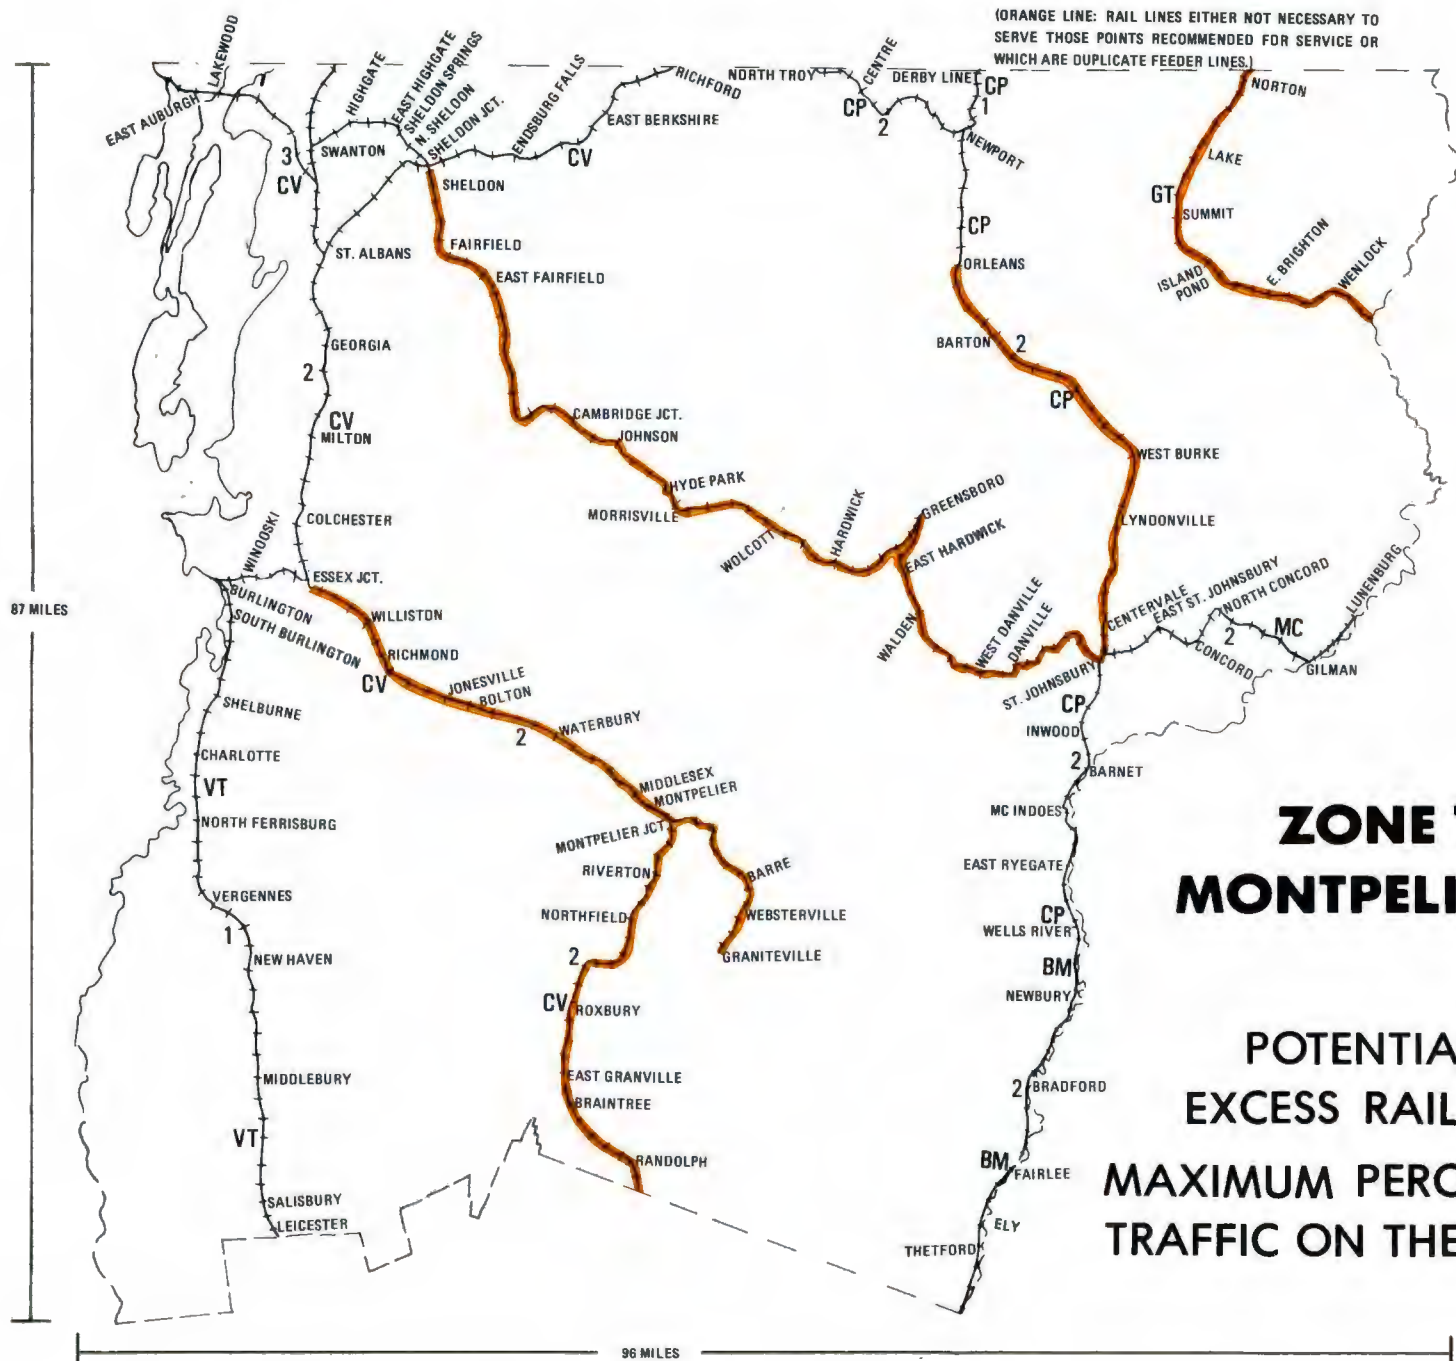 (ORANGE LINE: RAIL LINES EITHER NOT NECESSARY TO
SERVE THOSE POINTS RECOMMENDED FOR SERVICE OR
WHICH ARE DUPLICATE FEEDER LINES.)
LAKEWOOD
EAST AUBURGH
HIGHGATE
EAST HIGHGATE
SHELDON SPRINGS
N. SHELDON
SHELDON JCT.
ENDSBURG FALLS
RICHFORD
EAST BERKSHIRE
CV
3
CV
SWANTON
SHELDON
ST. ALBANS
FAIRFIELD
EAST FAIRFIELD
GEORGIA
2
CV
MILTON
COLCHESTER
WINOOSKI
ESSEX JCT.
BURLINGTON
SOUTH BURLINGTON
NORTH TROY
CENTRE
CP
2
DERBY LINE
CP
1
NEWPORT
CP
ORLEANS
BARTON
2
CP
WEST BURKE
LYNDONVILLE
NORTON
LAKE
GT
SUMMIT
ISLAND
POND
E. BRIGHTON
WENLOCK
CAMBRIDGE JCT.
JOHNSON
HYDE PARK
MORRISVILLE
WOLCOTT
HARDWICK
GREENSBORO
EAST HARDWICK
WALDEN
WEST DANVILLE
DANVILLE
CENTERVALE
EAST ST. JOHNSBURY
NORTH CONCORD
2
MC
CONCORD
LUNENBURG
GILMAN
ST. JOHNSBURY
87 MILES
WILLISTON
RICHMOND
CV
JONESVILLE
BOLTON
2
WATERBURY
MIDDLESEX
MONTPELIER
MONTPELIER JCT.
RIVERTON
BARRE
NORTHFIELD
WEBSTERVILLE
GRANITEVILLE
2
CV
ROXBURY
EAST GRANVILLE
BRAINTREE
RANDOLPH
SHELBURNE
CHARLOTTE
VT
NORTH FERRISBURG
VERGENNES
1
NEW HAVEN
MIDDLEBURY
VT
SALISBURY
LEICESTER
CP
INWOOD
2
BARNET
MC INDOES
EAST RYEGATE
CP
WELLS RIVER
BM
NEWBURY
2
BRADFORD
BM
FAIRLEE
ELY
THETFORD
ZONE
MONTPELI
POTENTIA
EXCESS RAIL
MAXIMUM PERC
TRAFFIC ON THE
96 MILES